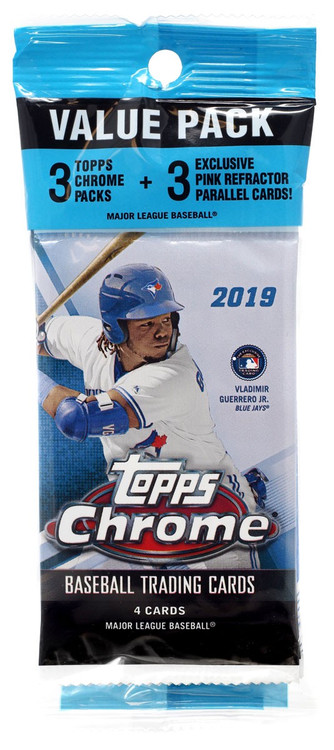 VALUE PACK
3 TOPPS CHROME PACKS + 3 EXCLUSIVE PINK REFRACTOR PARALLEL CARDS!
MAJOR LEAGUE BASEBALL®
2019
VLADIMIR
GUERRERO JR.
BLUE JAYS®
Topps
Chrome®
BASEBALL TRADING CARDS
4 CARDS
MAJOR LEAGUE BASEBALL®